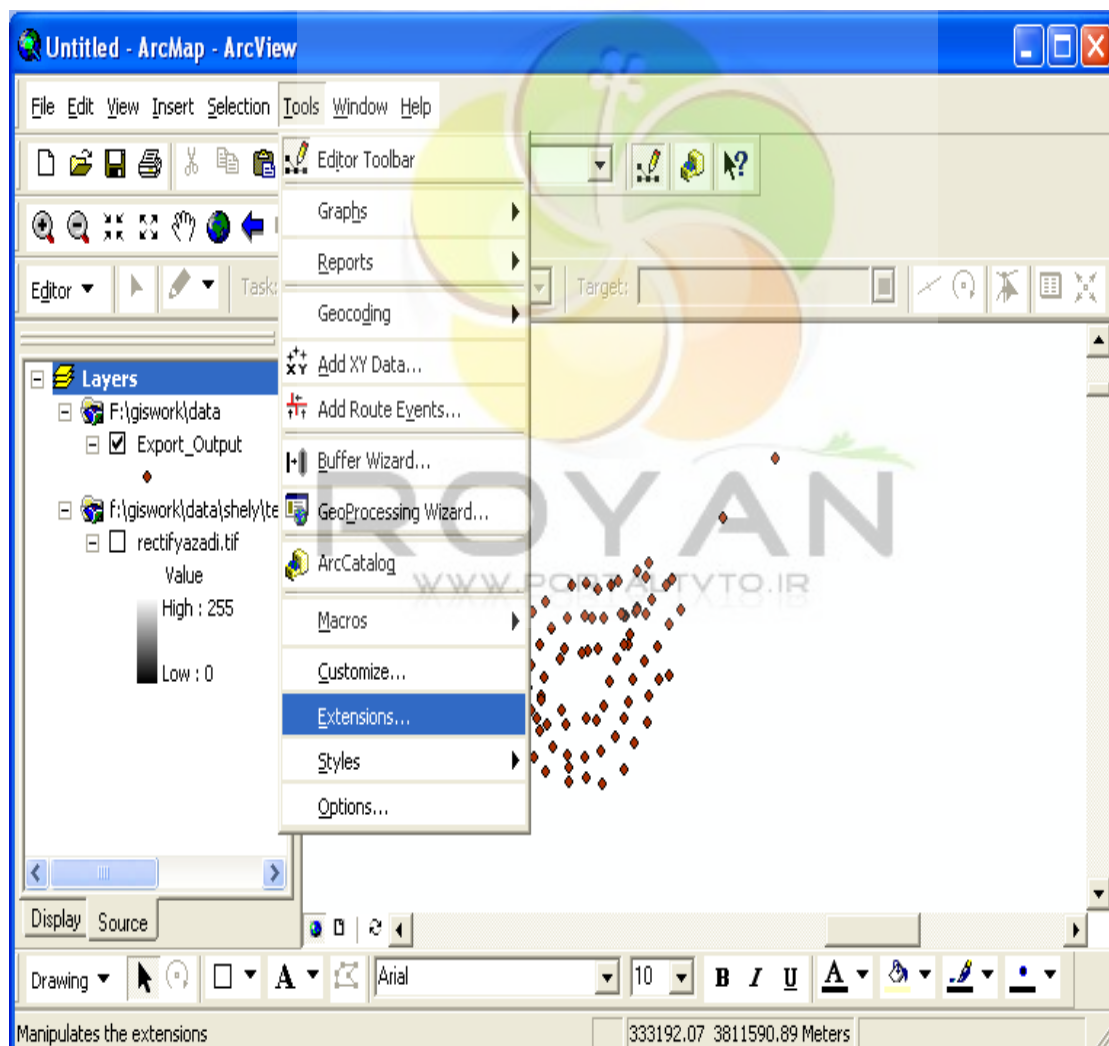 Untitled - ArcMap - ArcView
File Edit View Insert Selection Tools Window Help
Editor Toolbar
Graphs
Reports
Geocoding
Add XY Data...
Add Route Events...
Buffer Wizard...
GeoProcessing Wizard...
ArcCatalog
Macros
Customize...
Extensions...
Styles
Options...
Editor Task: Target:
Layers
F:\giswork\data
Export_Output
f:\giswork\data\shely\te
rectifyazadi.tif
Value
High : 255
Low : 0
ROYAN
WWW.PORTALTVTO.IR
Display Source
Drawing A Arial 10 B I U A
Manipulates the extensions 333192.07 3811590.89 Meters